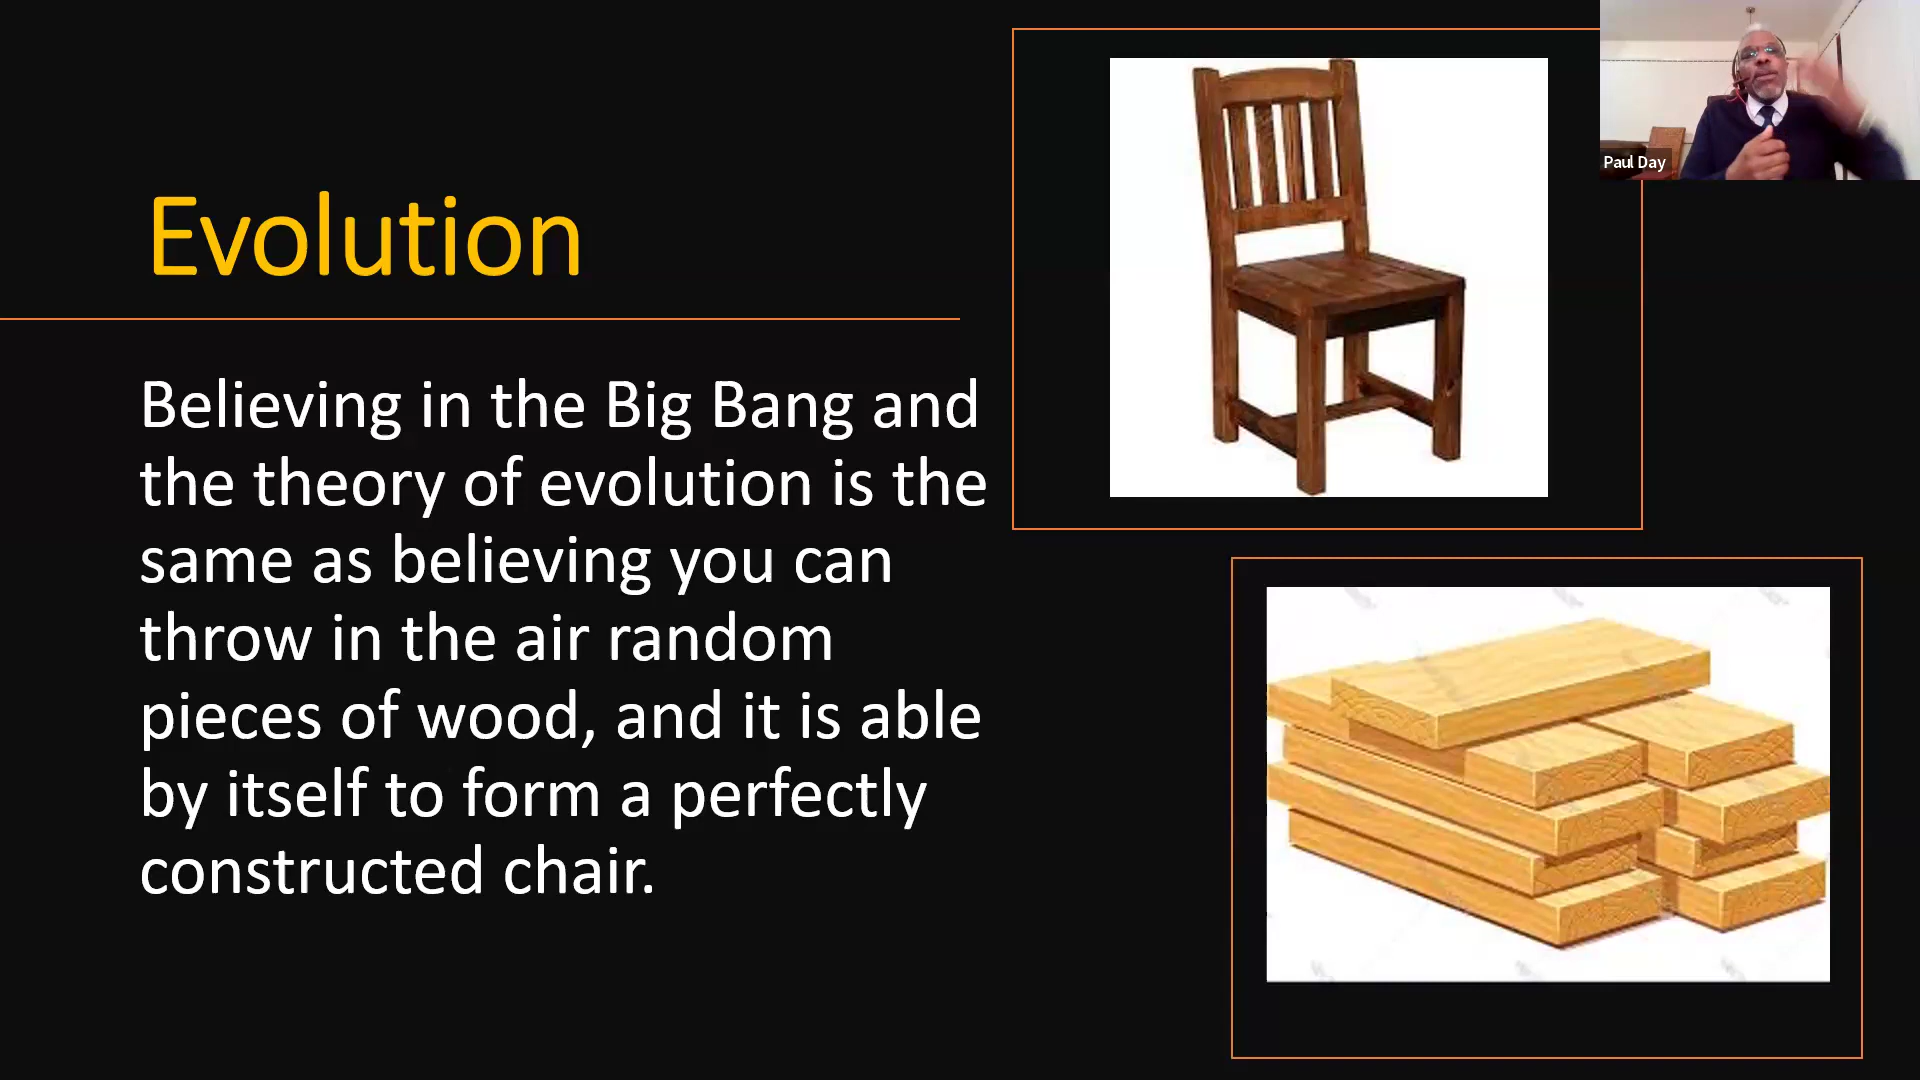 Evolution
Believing in the Big Bang and
the theory of evolution is the
same as believing you can
throw in the air random
pieces of wood, and it is able
by itself to form a perfectly
constructed chair.
Paul Day